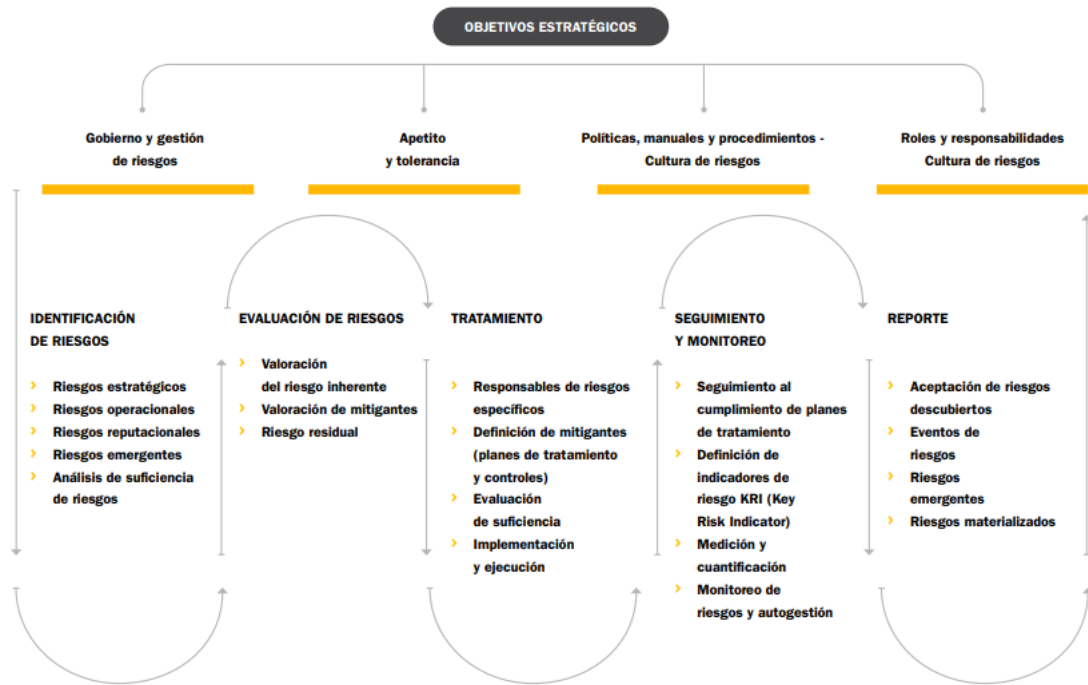 OBJETIVOS ESTRATÉGICOS
Gobierno y gestión
de riesgos
Apetito
y tolerancia
Políticas, manuales y procedimientos -
Cultura de riesgos
Roles y responsabilidades
Cultura de riesgos
IDENTIFICACIÓN
DE RIESGOS
Riesgos estratégicos
Riesgos operacionales
Riesgos reputacionales
Riesgos emergentes
Análisis de suficiencia
de riesgos
EVALUACIÓN DE RIESGOS
Valoración
del riesgo inherente
Valoración de mitigantes
Riesgo residual
TRATAMIENTO
Responsables de riesgos
específicos
Definición de mitigantes
(planes de tratamiento
y controles)
Evaluación
de suficiencia
Implementación
y ejecución
SEGUIMIENTO
Y MONITOREO
Seguimiento al
cumplimiento de planes
de tratamiento
Definición de
indicadores de
riesgo KRI (Key
Risk Indicator)
Medición y
cuantificación
Monitoreo de
riesgos y autogestión
REPORTE
Aceptación de riesgos
descubiertos
Eventos de
riesgos
Riesgos
emergentes
Riesgos materializados